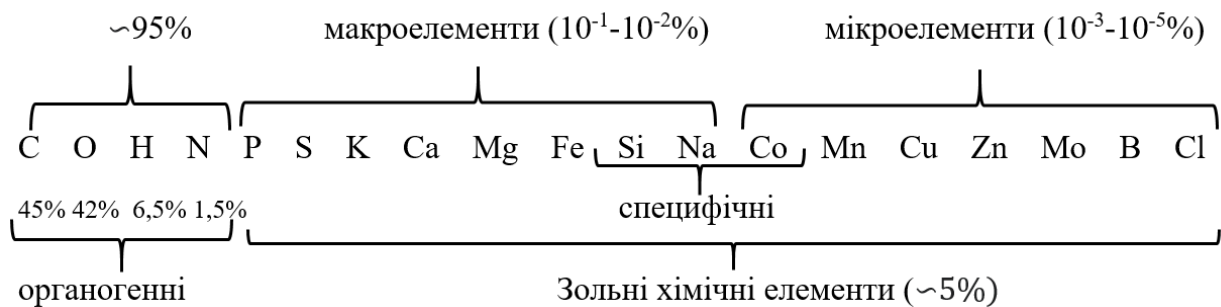 ∽95% макроелементи (10⁻¹-10⁻²%) мікроелементи (10⁻³-10⁻⁵%)
C O H N P S K Ca Mg Fe Si Na Co Mn Cu Zn Mo B Cl
45% 42% 6,5% 1,5% специфічні
органогенні Зольні хімічні елементи (∽5%)